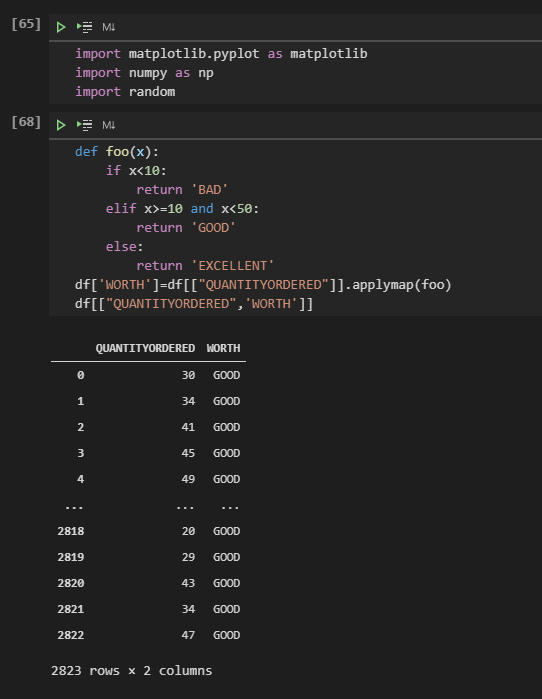 [65] M↓
import matplotlib.pyplot as matplotlib
import numpy as np
import random
[68] M↓
def foo(x):
    if x<10:
        return 'BAD'
    elif x>=10 and x<50:
        return 'GOOD'
    else:
        return 'EXCELLENT'
df['WORTH']=df[["QUANTITYORDERED"]].applymap(foo)
df[["QUANTITYORDERED",'WORTH']]
QUANTITYORDERED WORTH
0 30 GOOD
1 34 GOOD
2 41 GOOD
3 45 GOOD
4 49 GOOD
... ... ...
2818 20 GOOD
2819 29 GOOD
2820 43 GOOD
2821 34 GOOD
2822 47 GOOD
2823 rows × 2 columns